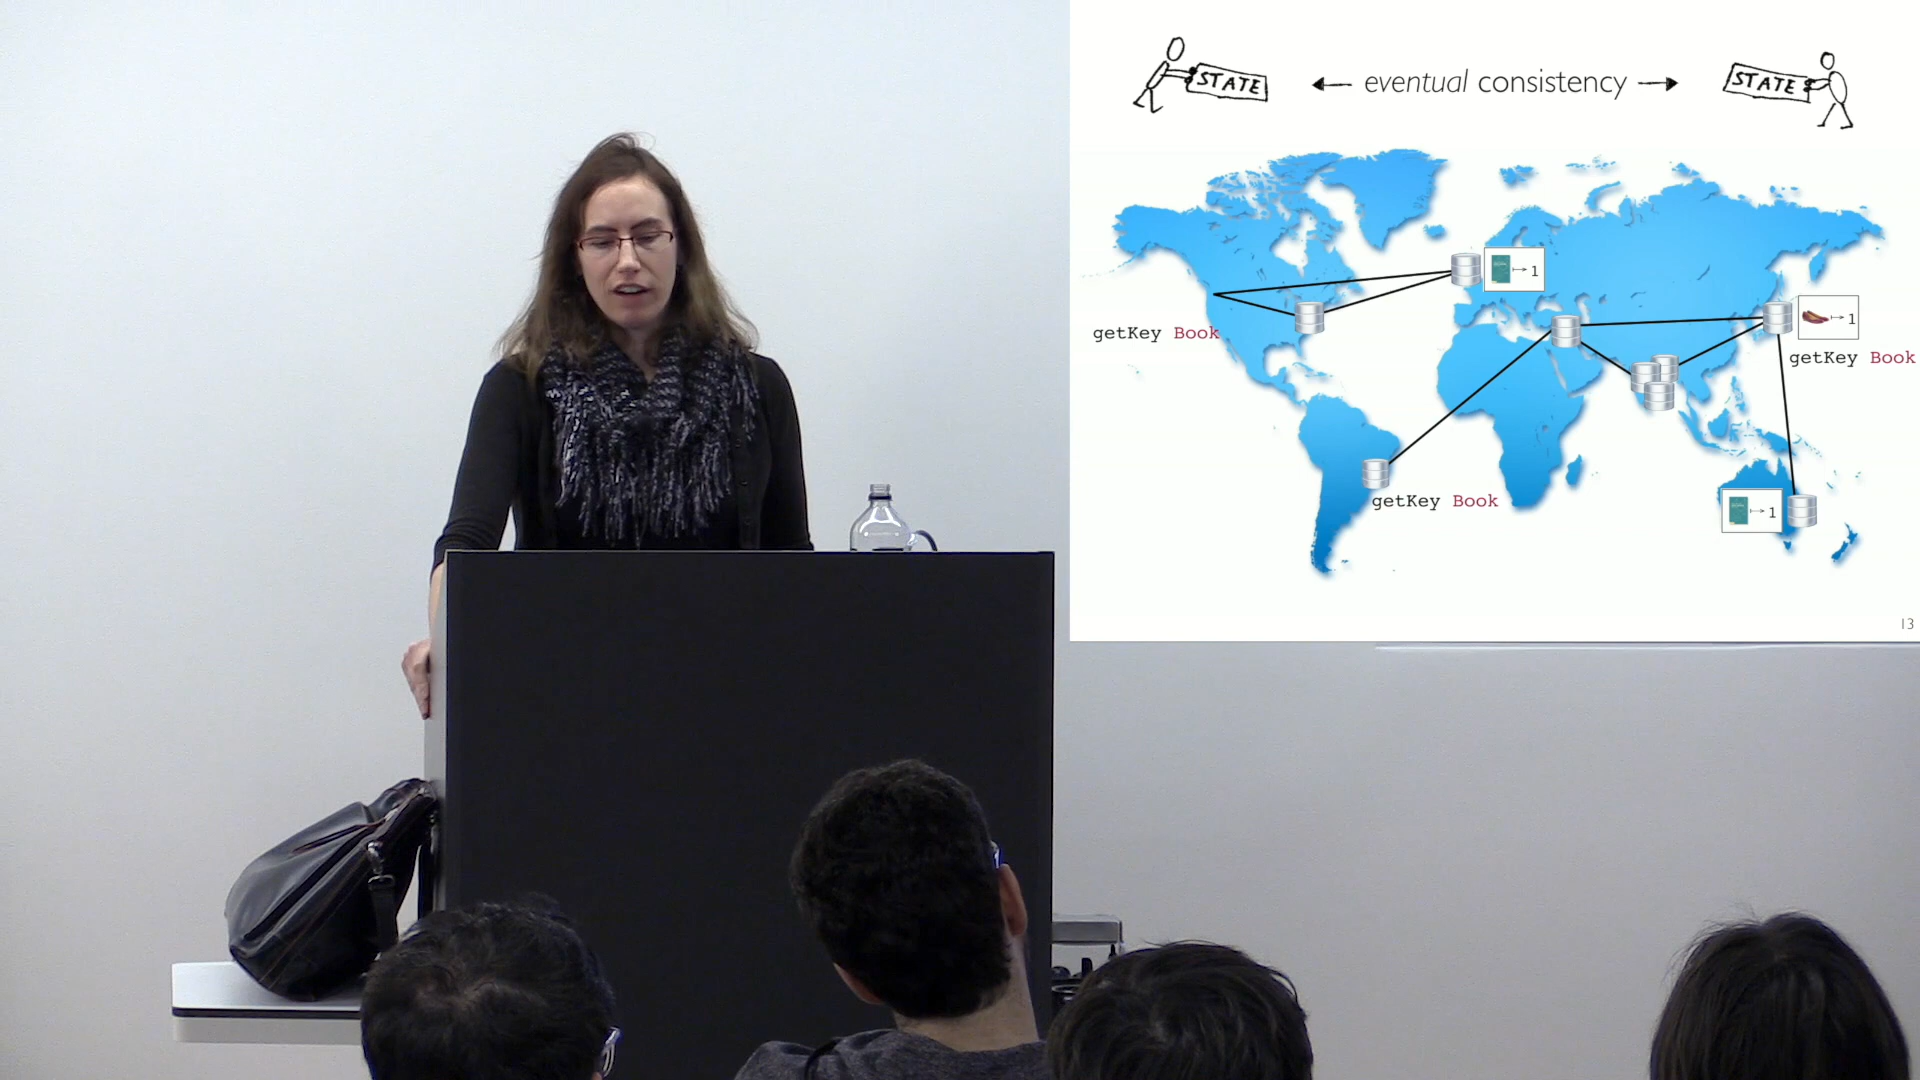 STATE ← eventual consistency → STATE
↦ 1
↦ 1
getKey Book
getKey Book
getKey Book
↦ 1
13